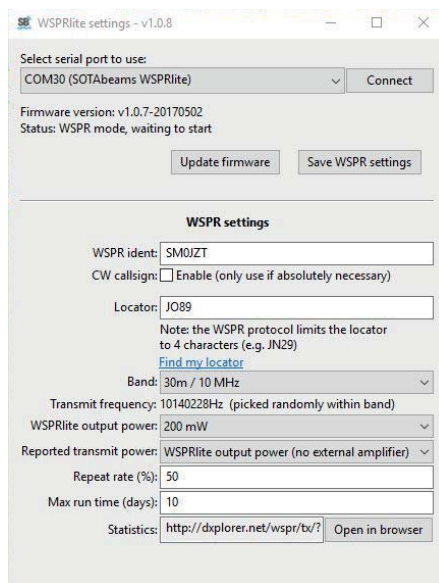 SB WSPRlite settings - v1.0.8
Select serial port to use:
COM30 (SOTAbeams WSPRlite)
Connect
Firmware version: v1.0.7-20170502
Status: WSPR mode, waiting to start
Update firmware
Save WSPR settings
WSPR settings
WSPR ident: SM0JZT
CW callsign: Enable (only use if absolutely necessary)
Locator: JO89
Note: the WSPR protocol limits the locator
to 4 characters (e.g. JN29)
Find my locator
Band: 30m / 10 MHz
Transmit frequency: 10140228Hz (picked randomly within band)
WSPRlite output power: 200 mW
Reported transmit power: WSPRlite output power (no external amplifier)
Repeat rate (%): 50
Max run time (days): 10
Statistics: http://dxplorer.net/wspr/tx/? Open in browser